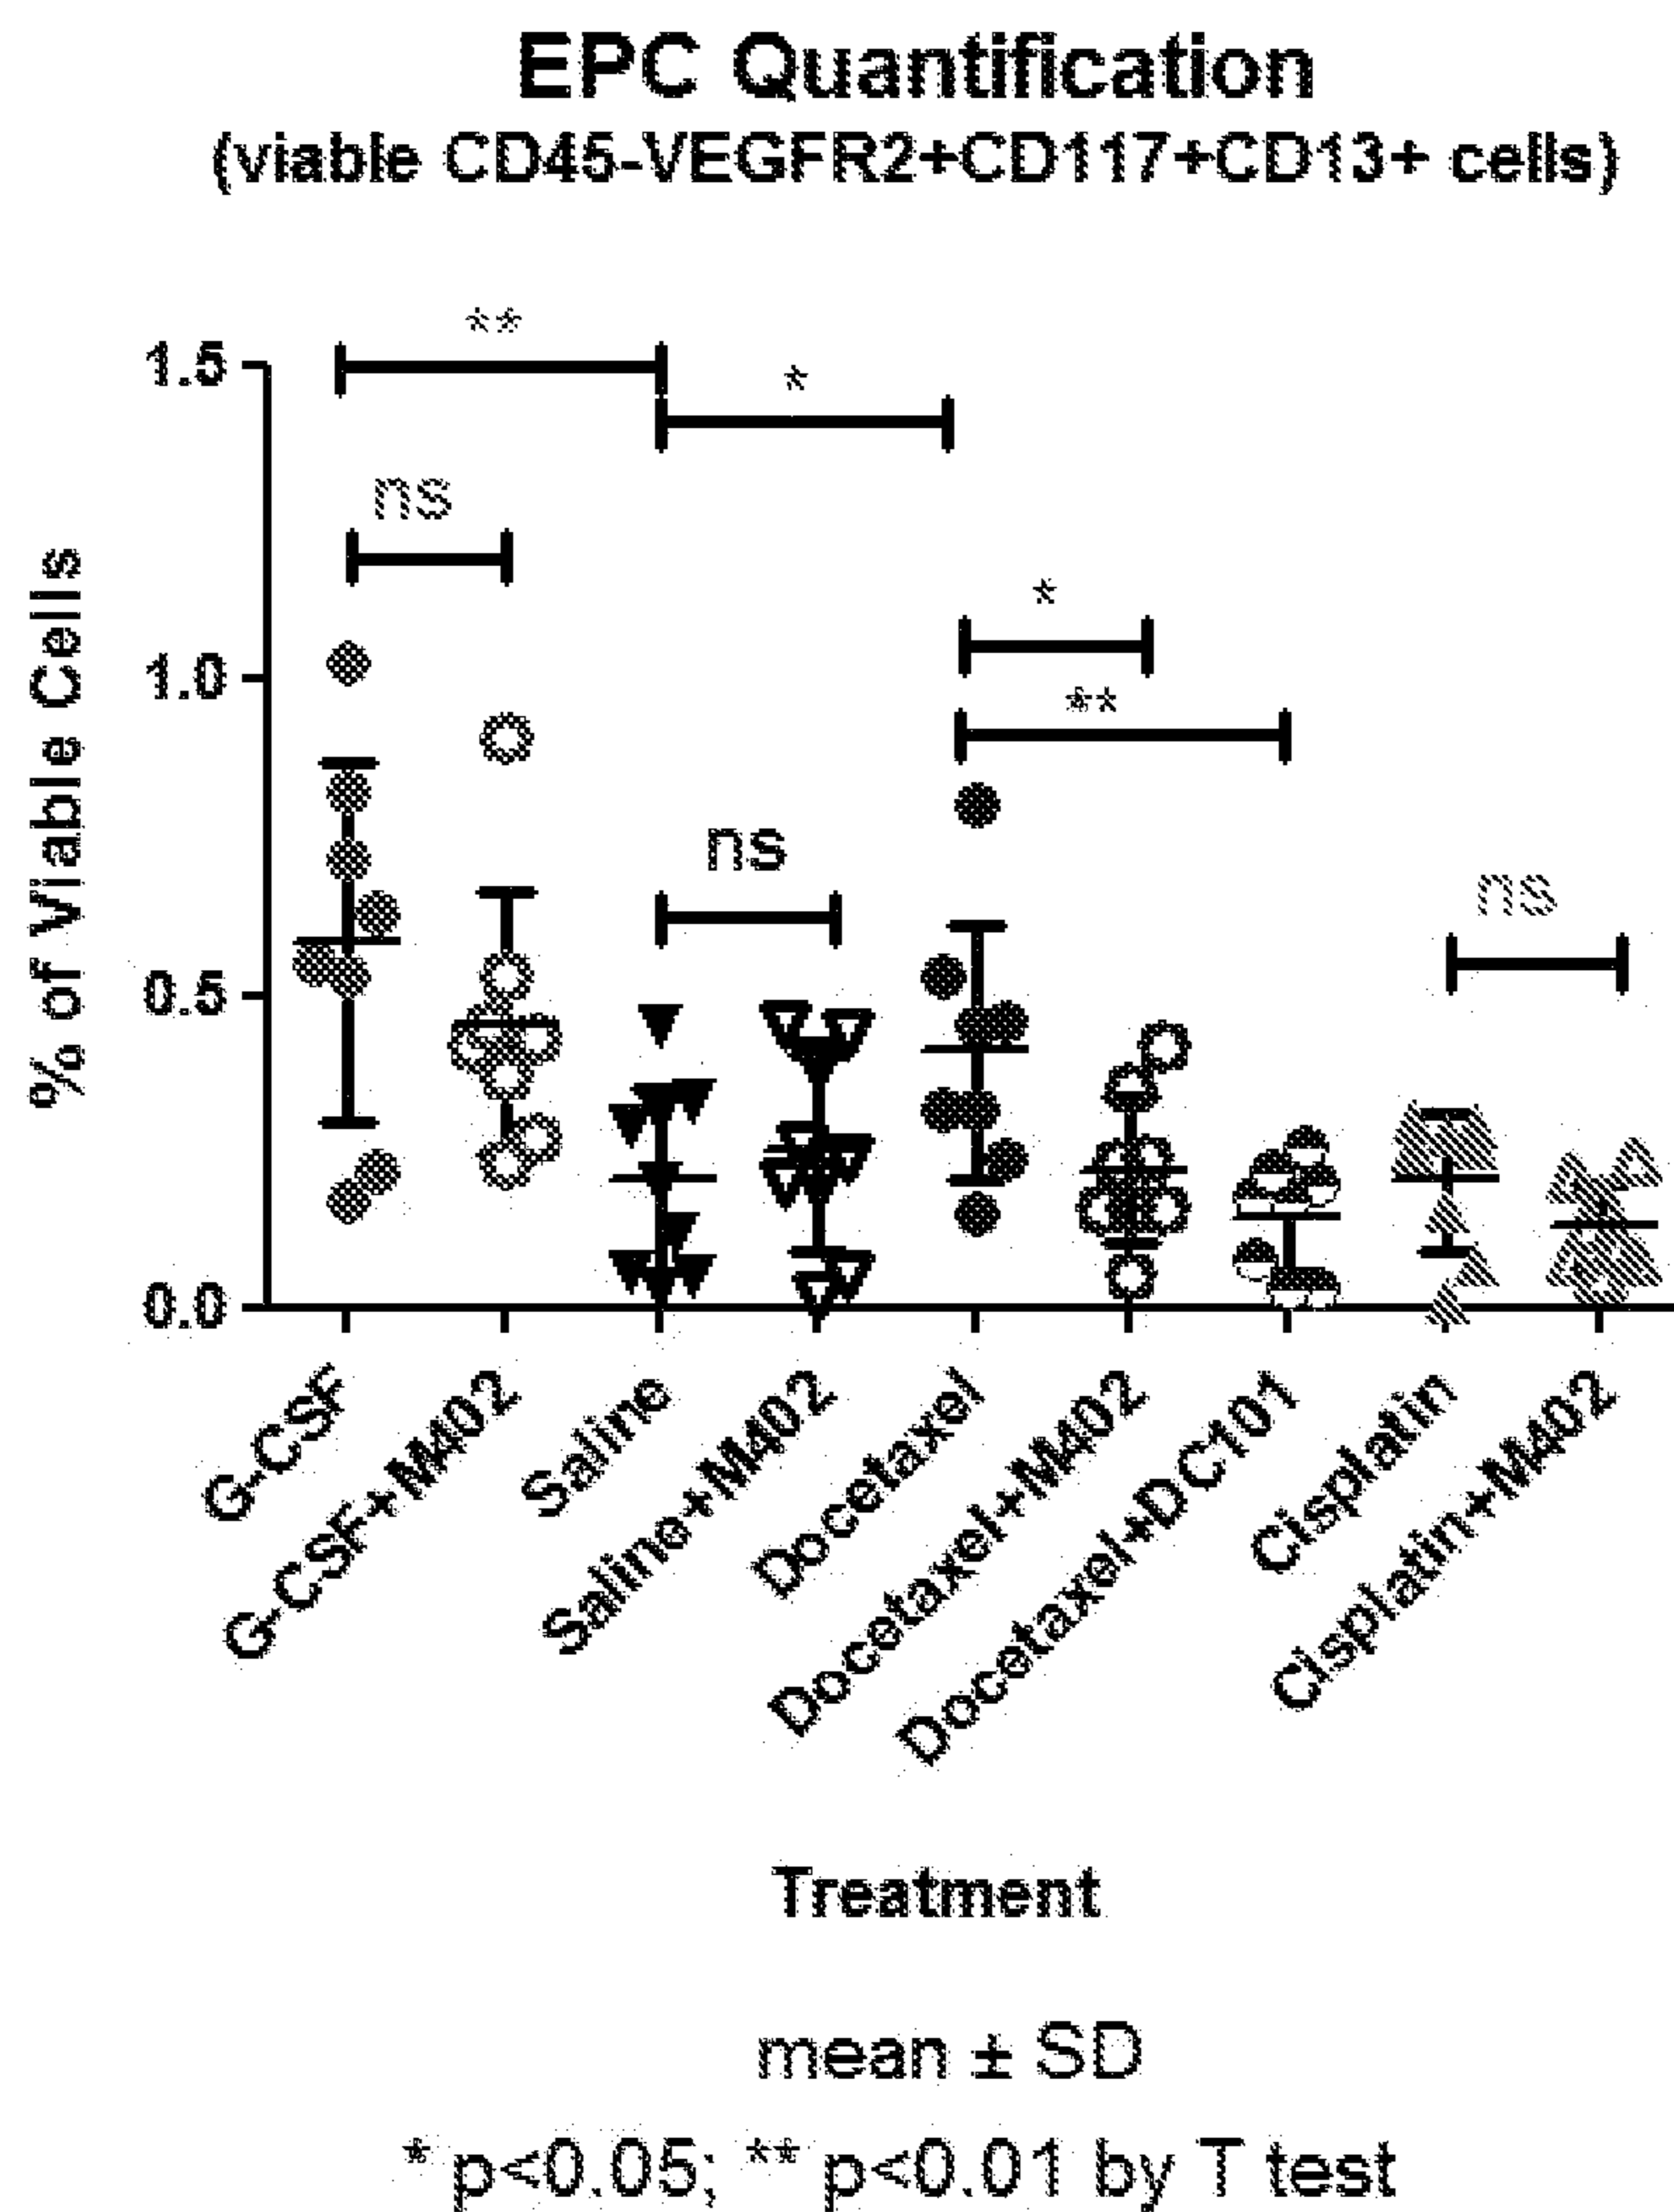 EPC Quantification
(viable CD45-VEGFR2+CD117+CD13+ cells)
**
1.5
*
ns
*
1.0
**
ns
ns
% of Viable Cells
0.5
0.0
G-CSF
G-CSF+M402
Saline
Saline+M402
Docetaxel
Docetaxel+M402
Docetaxel+DC101
Cisplatin
Cisplatin+M402
Treatment
mean ± SD
* p<0.05; ** p<0.01 by T test